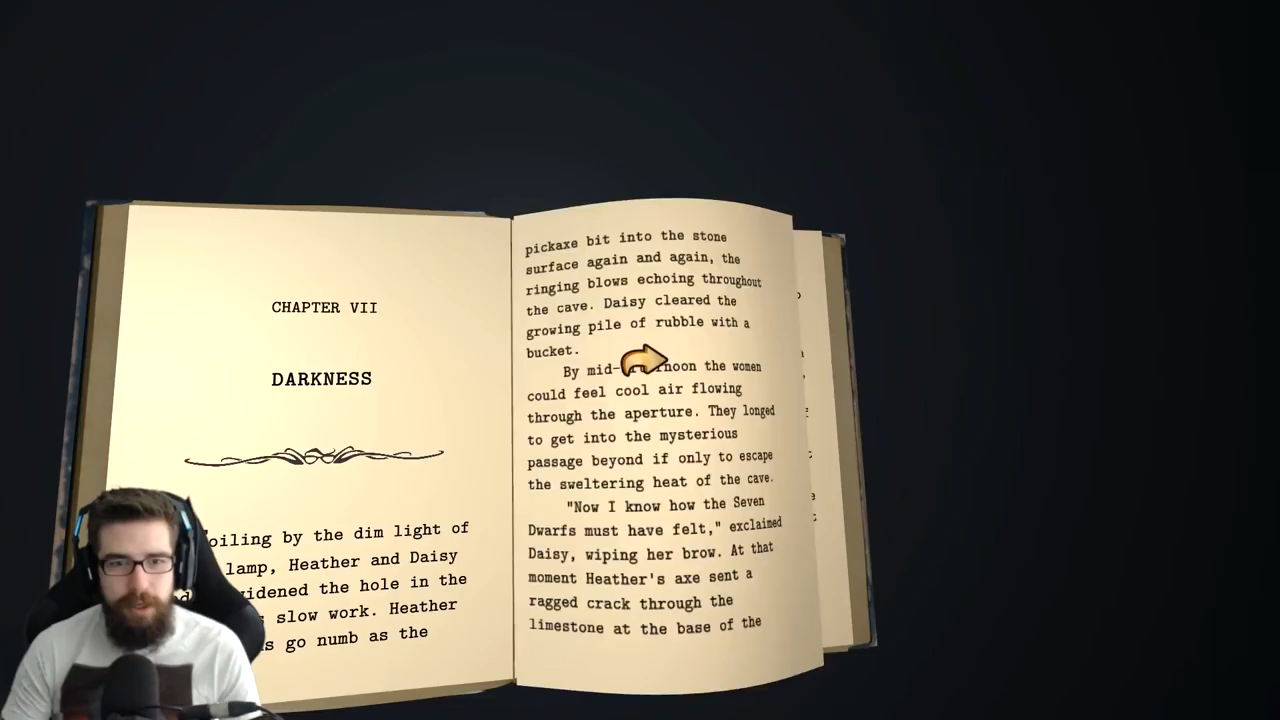 CHAPTER VII
DARKNESS
oiling by the dim light of
lamp, Heather and Daisy
widened the hole in the
slow work. Heather
go numb as the
pickaxe bit into the stone
surface again and again, the
ringing blows echoing throughout
the cave. Daisy cleared the
growing pile of rubble with a
bucket.
By mid- noon the women
could feel cool air flowing
through the aperture. They longed
to get into the mysterious
passage beyond if only to escape
the sweltering heat of the cave.
"Now I know how the Seven
Dwarfs must have felt," exclaimed
Daisy, wiping her brow. At that
moment Heather's axe sent a
ragged crack through the
limestone at the base of the